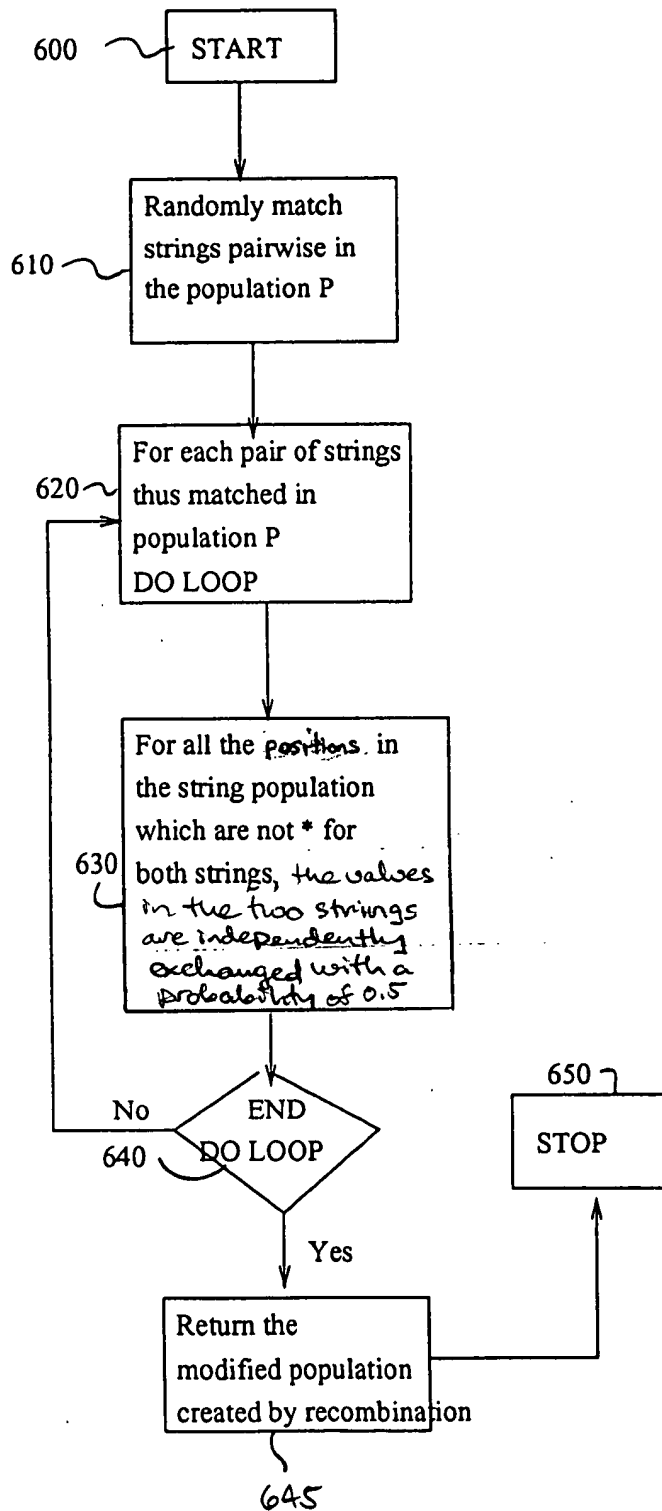 600
START
Randomly match
strings pairwise in
the population P
610
For each pair of strings
thus matched in
population P
DO LOOP
620
For all the positions in
the string population
which are not * for
both strings, the values
in the two strings
are independently
exchanged with a
probability of 0.5
630
No
END
DO LOOP
640
Yes
650
STOP
Return the
modified population
created by recombination
645